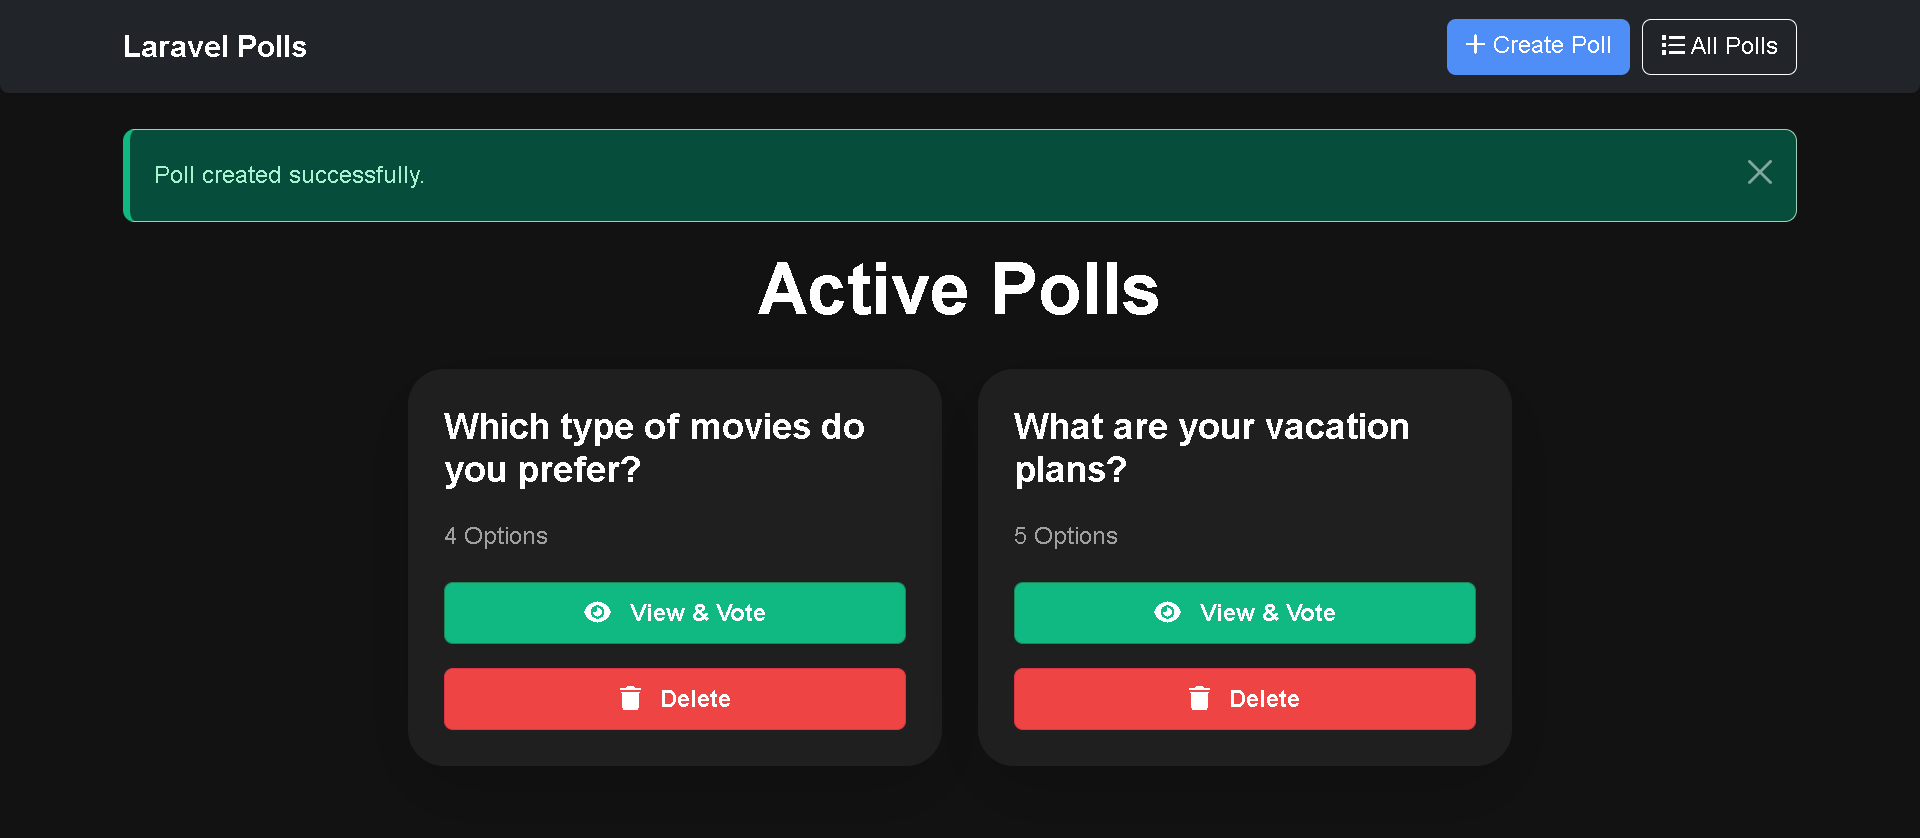 Laravel Polls
Create Poll
All Polls
Poll created successfully.
Active Polls
Which type of movies do
you prefer?
4 Options
View & Vote
Delete
What are your vacation
plans?
5 Options
View & Vote
Delete